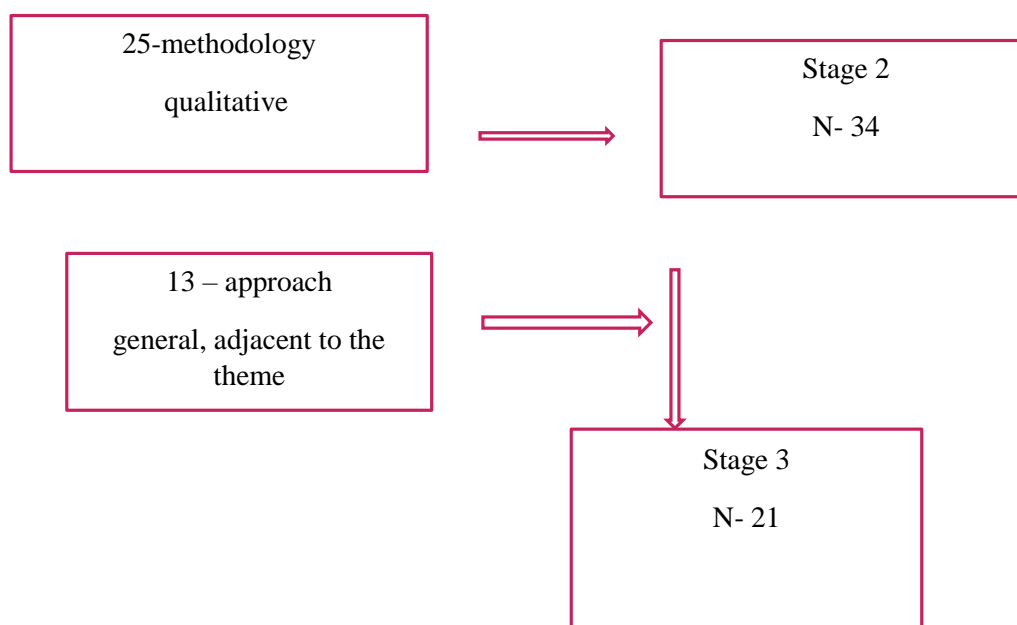 25-methodology
qualitative
Stage 2
N- 34
13 – approach
general, adjacent to the
theme
Stage 3
N- 21